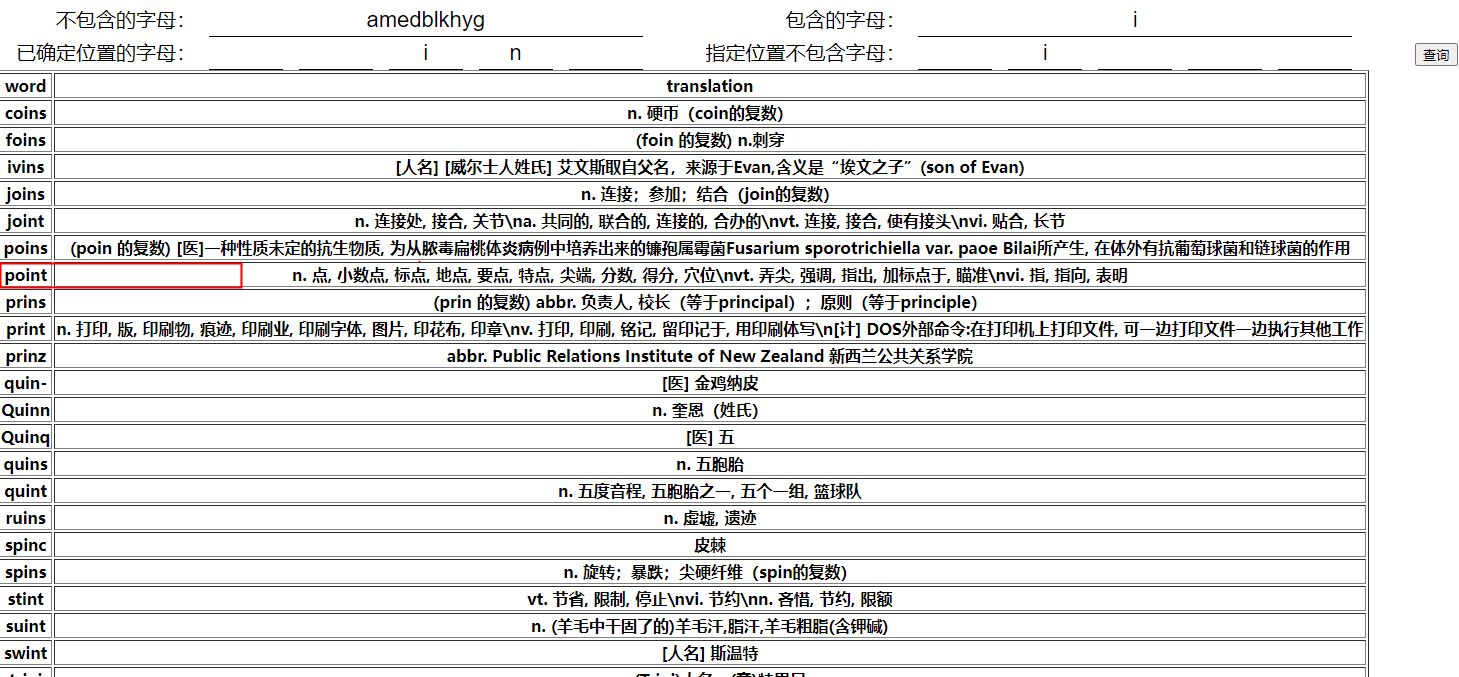 不包含的字母： amedblkhyg 包含的字母： i
已确定位置的字母： i n 指定位置不包含字母： i 查询
word translation
coins n. 硬币（coin的复数）
foins (foin 的复数) n.刺穿
ivins [人名] [威尔士人姓氏] 艾文斯取自父名，来源于Evan,含义是“埃文之子”(son of Evan)
joins n. 连接；参加；结合（join的复数）
joint n. 连接处, 接合, 关节\na. 共同的, 联合的, 连接的, 合办的\nvt. 连接, 接合, 使有接头\nvi. 贴合, 长节
poins (poin 的复数) [医]一种性质未定的抗生物质, 为从脓毒扁桃体炎病例中培养出来的镰孢属霉菌Fusarium sporotrichiella var. paoe Bilai所产生, 在体外有抗葡萄球菌和链球菌的作用
point n. 点, 小数点, 标点, 地点, 要点, 特点, 尖端, 分数, 得分, 穴位\nvt. 弄尖, 强调, 指出, 加标点于, 瞄准\nvi. 指, 指向, 表明
prins (prin 的复数) abbr. 负责人, 校长（等于principal）；原则（等于principle）
print n. 打印, 版, 印刷物, 痕迹, 印刷业, 印刷字体, 图片, 印花布, 印章\nv. 打印, 印刷, 铭记, 留印记于, 用印刷体写\n[计] DOS外部命令:在打印机上打印文件, 可一边打印文件一边执行其他工作
prinz abbr. Public Relations Institute of New Zealand 新西兰公共关系学院
quin- [医] 金鸡纳皮
Quinn n. 奎恩（姓氏）
Quinq [医] 五
quins n. 五胞胎
quint n. 五度音程, 五胞胎之一, 五个一组, 篮球队
ruins n. 虚墟, 遗迹
spinc 皮棘
spins n. 旋转；暴跌；尖硬纤维（spin的复数）
stint vt. 节省, 限制, 停止\nvi. 节约\nn. 吝惜, 节约, 限额
suint n. (羊毛中干固了的)羊毛汗,脂汗,羊毛粗脂(含钾碱)
swint [人名] 斯温特